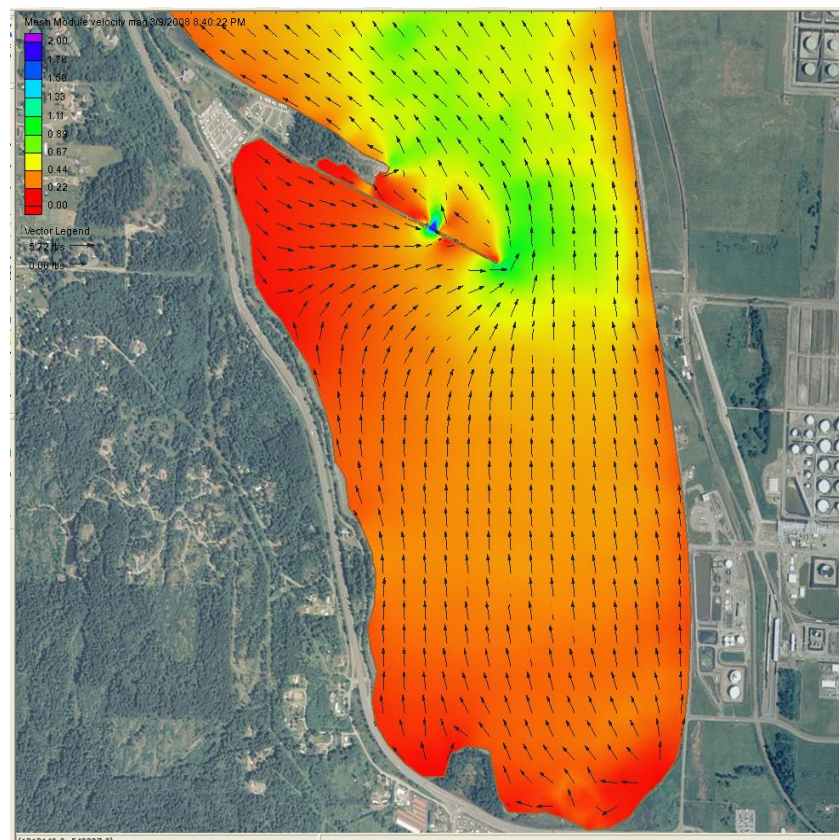 Mesh Module velocity mag 3/9/2008 8:40:22 PM
2.00
1.78
1.56
1.33
1.11
0.89
0.67
0.44
0.22
0.00
Vector Legend
5.72 ft/s
0.00 ft/s